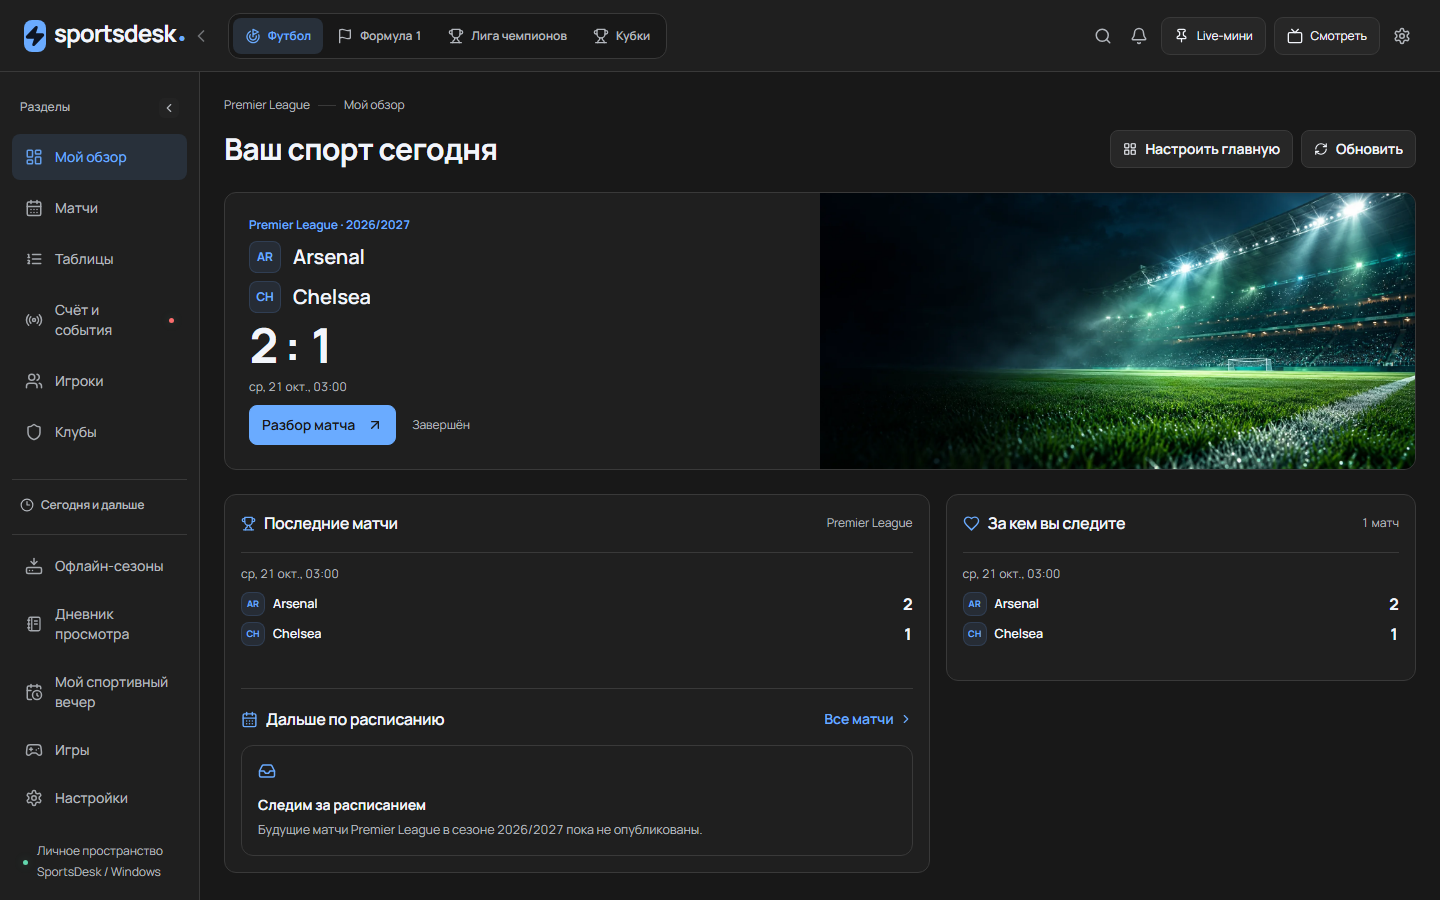 sportsdesk.
Футбол
Формула 1
Лига чемпионов
Кубки
Live-мини
Смотреть
Разделы
Мой обзор
Матчи
Таблицы
Счёт и
события
Игроки
Клубы
Сегодня и дальше
Офлайн-сезоны
Дневник
просмотра
Мой спортивный
вечер
Игры
Настройки
Личное пространство
SportsDesk / Windows
Premier League — Мой обзор
Ваш спорт сегодня
Настроить главную
Обновить
Premier League · 2026/2027
AR Arsenal
CH Chelsea
2 : 1
ср, 21 окт., 03:00
Разбор матча
Завершён
Последние матчи
Premier League
ср, 21 окт., 03:00
AR Arsenal 2
CH Chelsea 1
Дальше по расписанию
Все матчи
Следим за расписанием
Будущие матчи Premier League в сезоне 2026/2027 пока не опубликованы.
За кем вы следите
1 матч
ср, 21 окт., 03:00
AR Arsenal 2
CH Chelsea 1